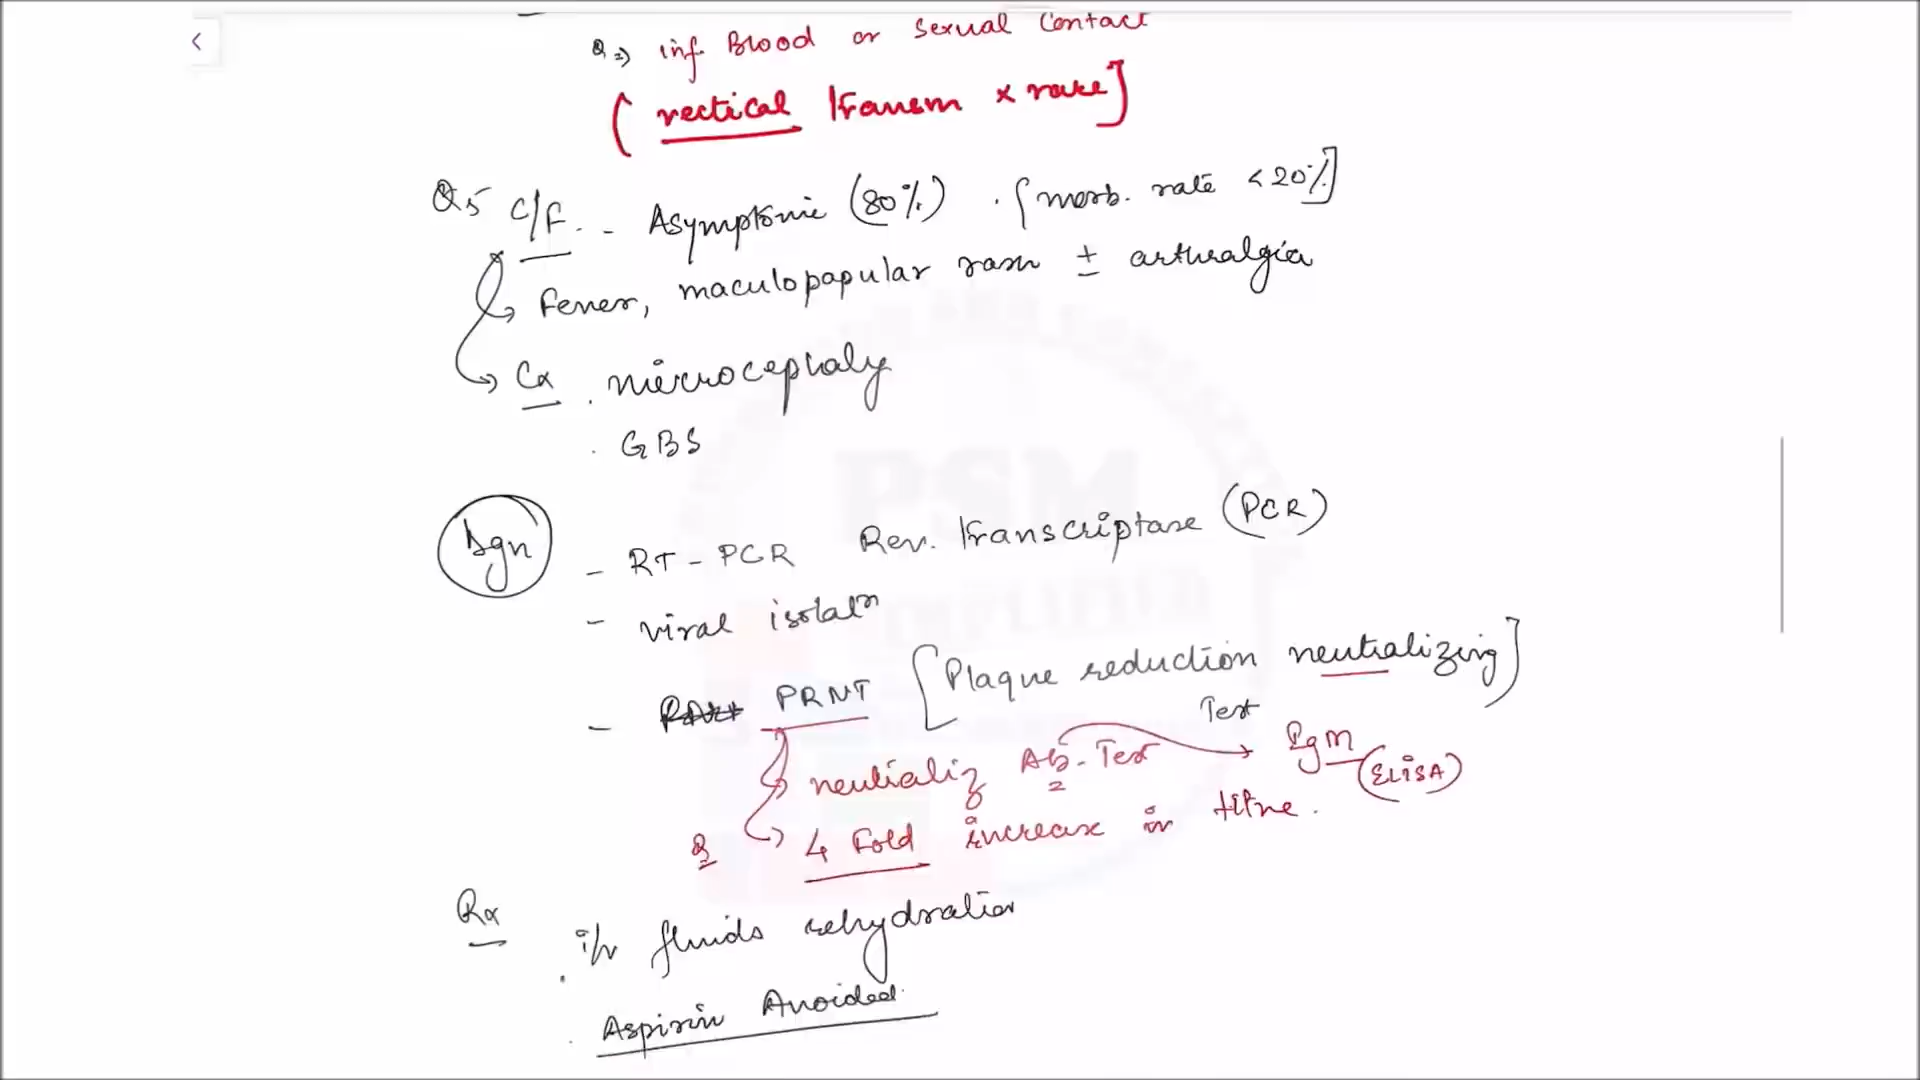 Q2) inf. Blood or Sexual Contact
( vertical transm x rare]
Q5 C/F. - Asymptomic (80%) . [morb. rate <20%]
Fever, maculopapular rash ± arthralgia
Cx . microcephaly
. GBS
Dgn - RT-PCR Rev. transcriptase (PCR)
- viral isolatn
- PRNT [Plaque reduction neutralizing]
Test
neutraliz Ab-Test → IgM (ELISA)
Q 4 Fold increase in titre.
Rx . i/v fluids rehydration
. Aspirin Avoided.
PSM